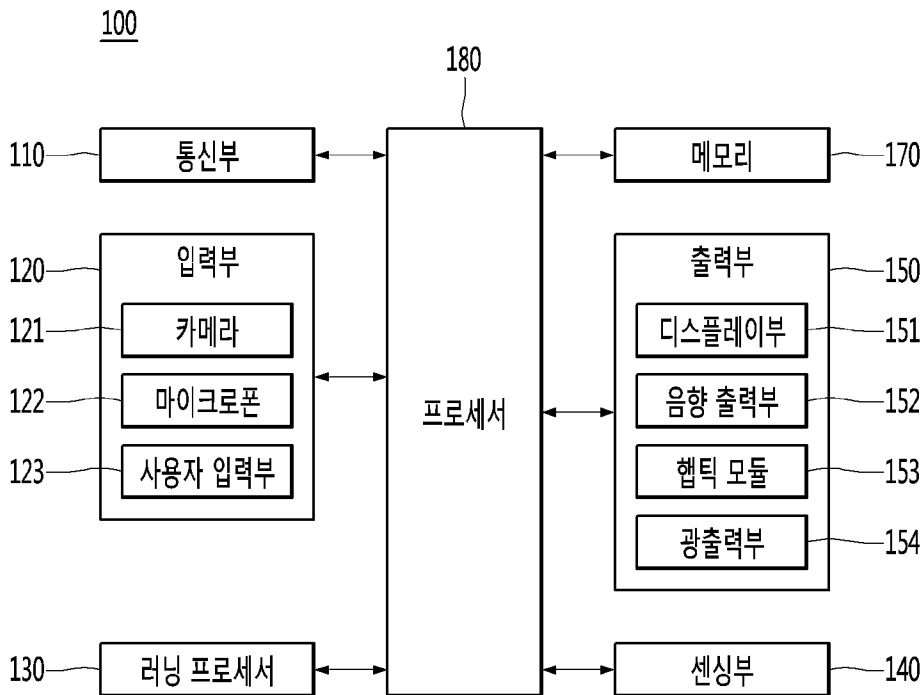 100
180
110
통신부
메모리
170
120
입력부
121
카메라
122
마이크로폰
123
사용자 입력부
프로세서
출력부
150
디스플레이부
151
음향 출력부
152
햅틱 모듈
153
광출력부
154
130
러닝 프로세서
센싱부
140